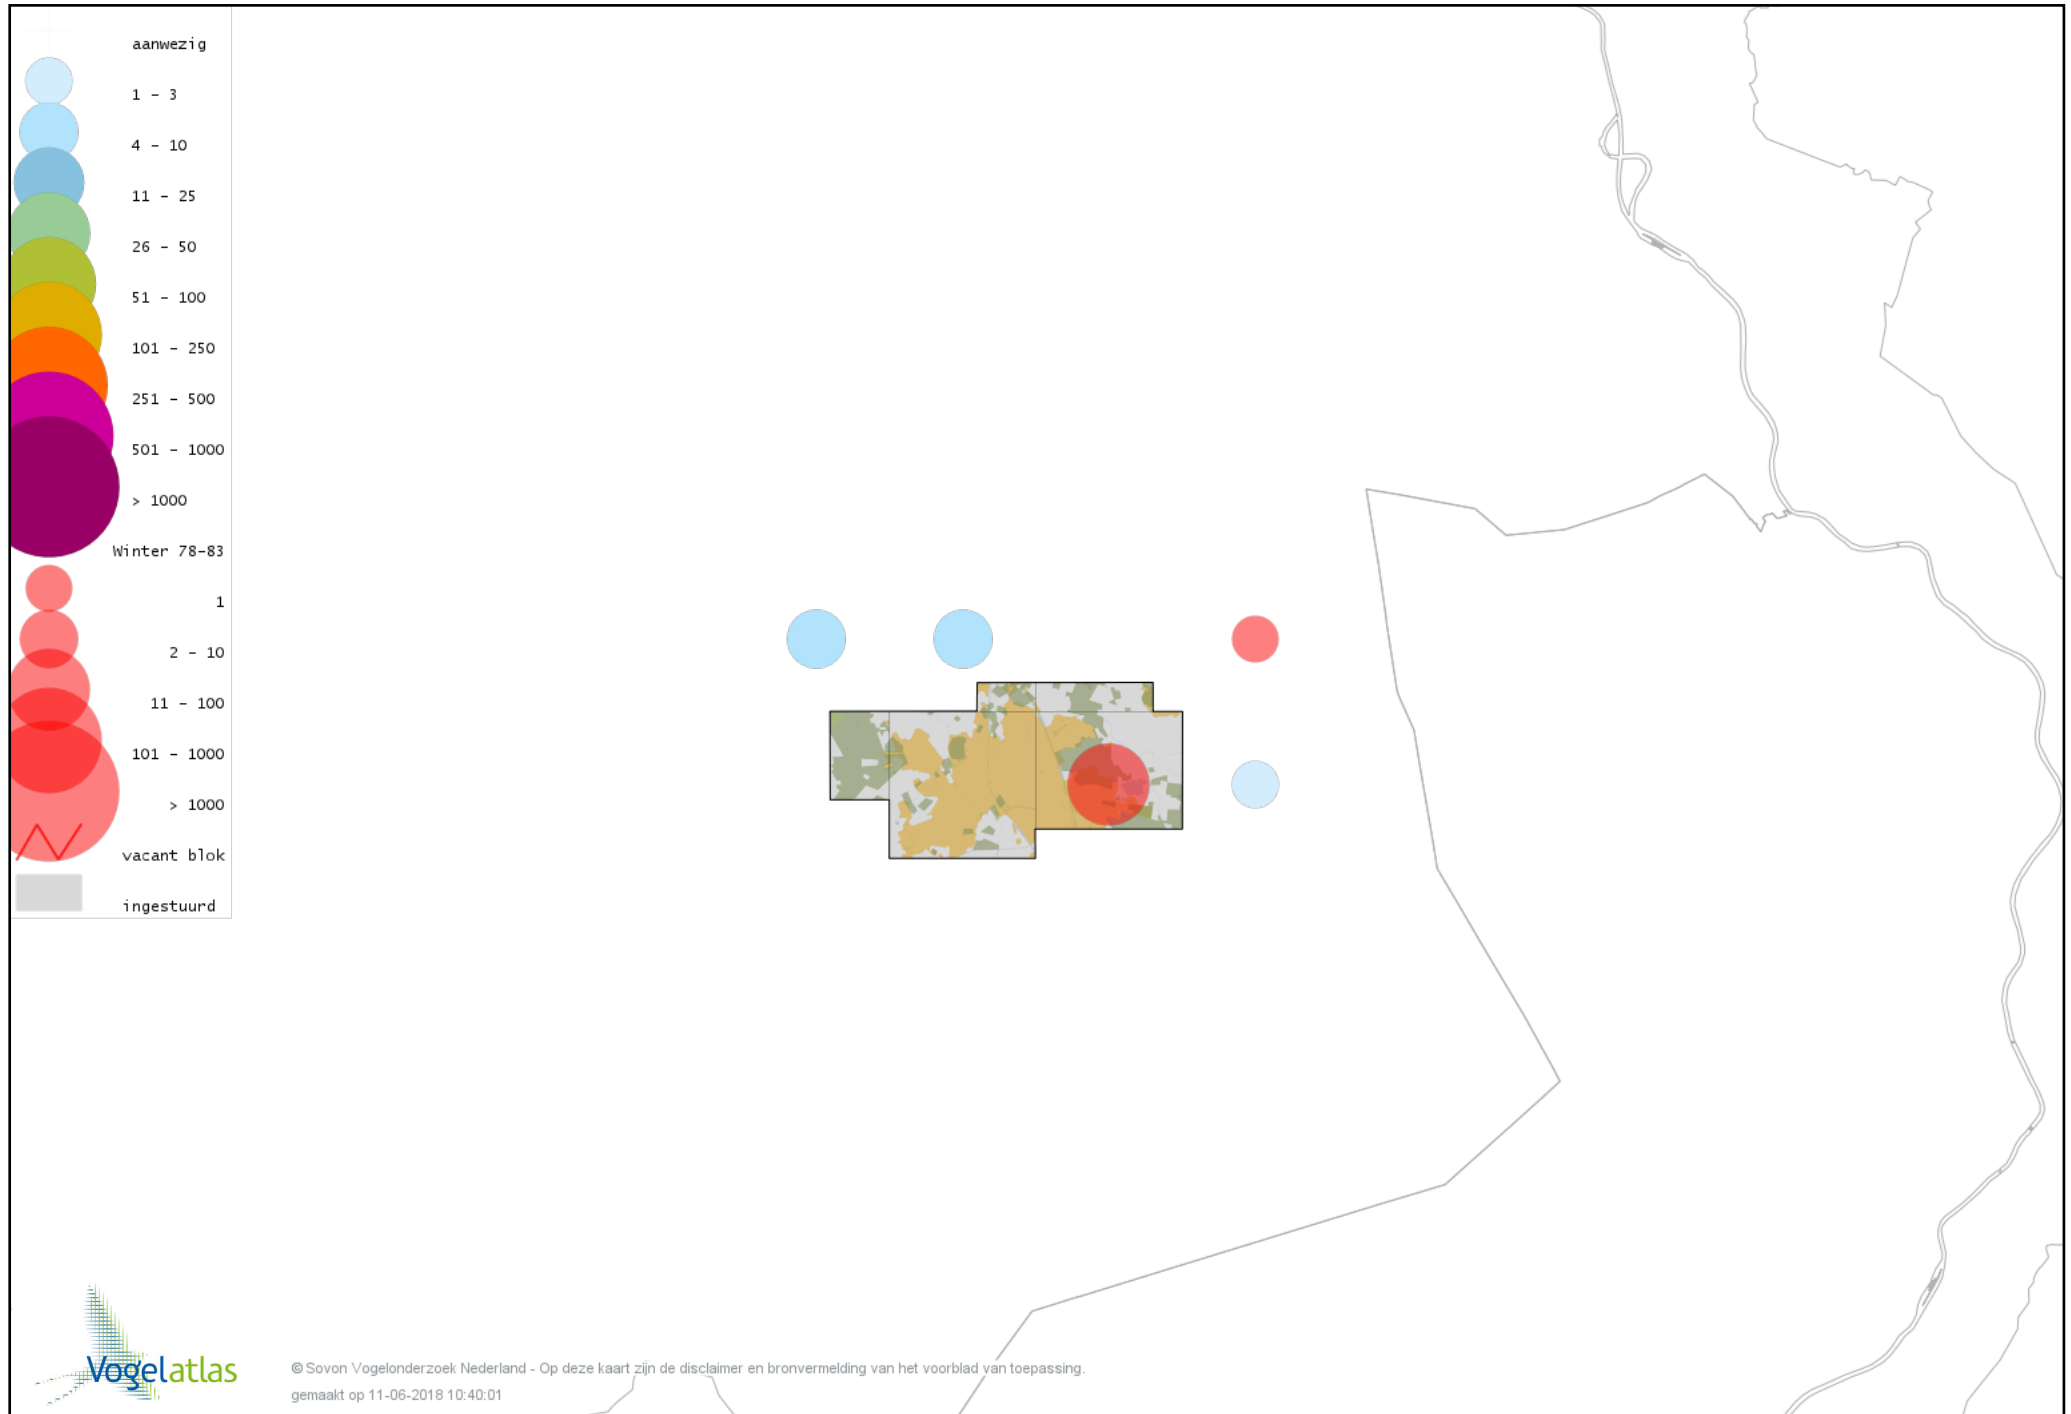 aanwezig
1 - 3
4 - 10
11 - 25
26 - 50
51 - 100
101 - 250
251 - 500
501 - 1000
> 1000
Winter 78-83
1
2 - 10
11 - 100
101 - 1000
> 1000
vacant blok
ingestuurd
Vogelatlas
© Sovon Vogelonderzoek Nederland - Op deze kaart zijn de disclaimer en bronvermelding van het voorblad van toepassing.
gemaakt op 11-06-2018 10:40:01